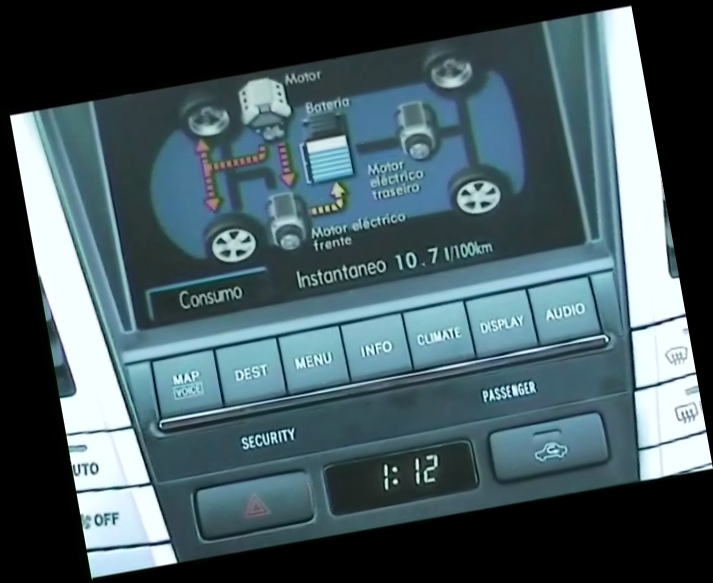 Motor
Bateria
Motor
eléctrico
traseiro
Motor eléctrico
frente
Consumo
Instantaneo 10.7 l/100km
MAP
VOICE
DEST
MENU
INFO
CLIMATE
DISPLAY
AUDIO
SECURITY
PASSENGER
1:12
UTO
OFF